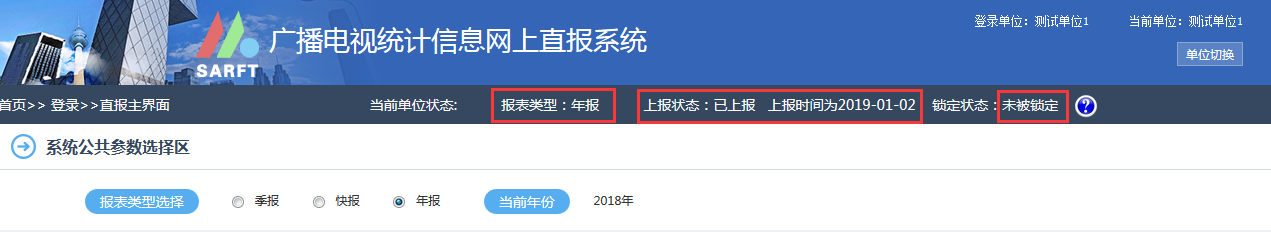 登录单位：测试单位1 当前单位：测试单位1
SARFT
广播电视统计信息网上直报系统
单位切换
首页>> 登录>>直报主界面 当前单位状态: 报表类型：年报 上报状态：已上报 上报时间为2019-01-02 锁定状态：未被锁定 ?
系统公共参数选择区
报表类型选择 季报 快报 年报 当前年份 2018年